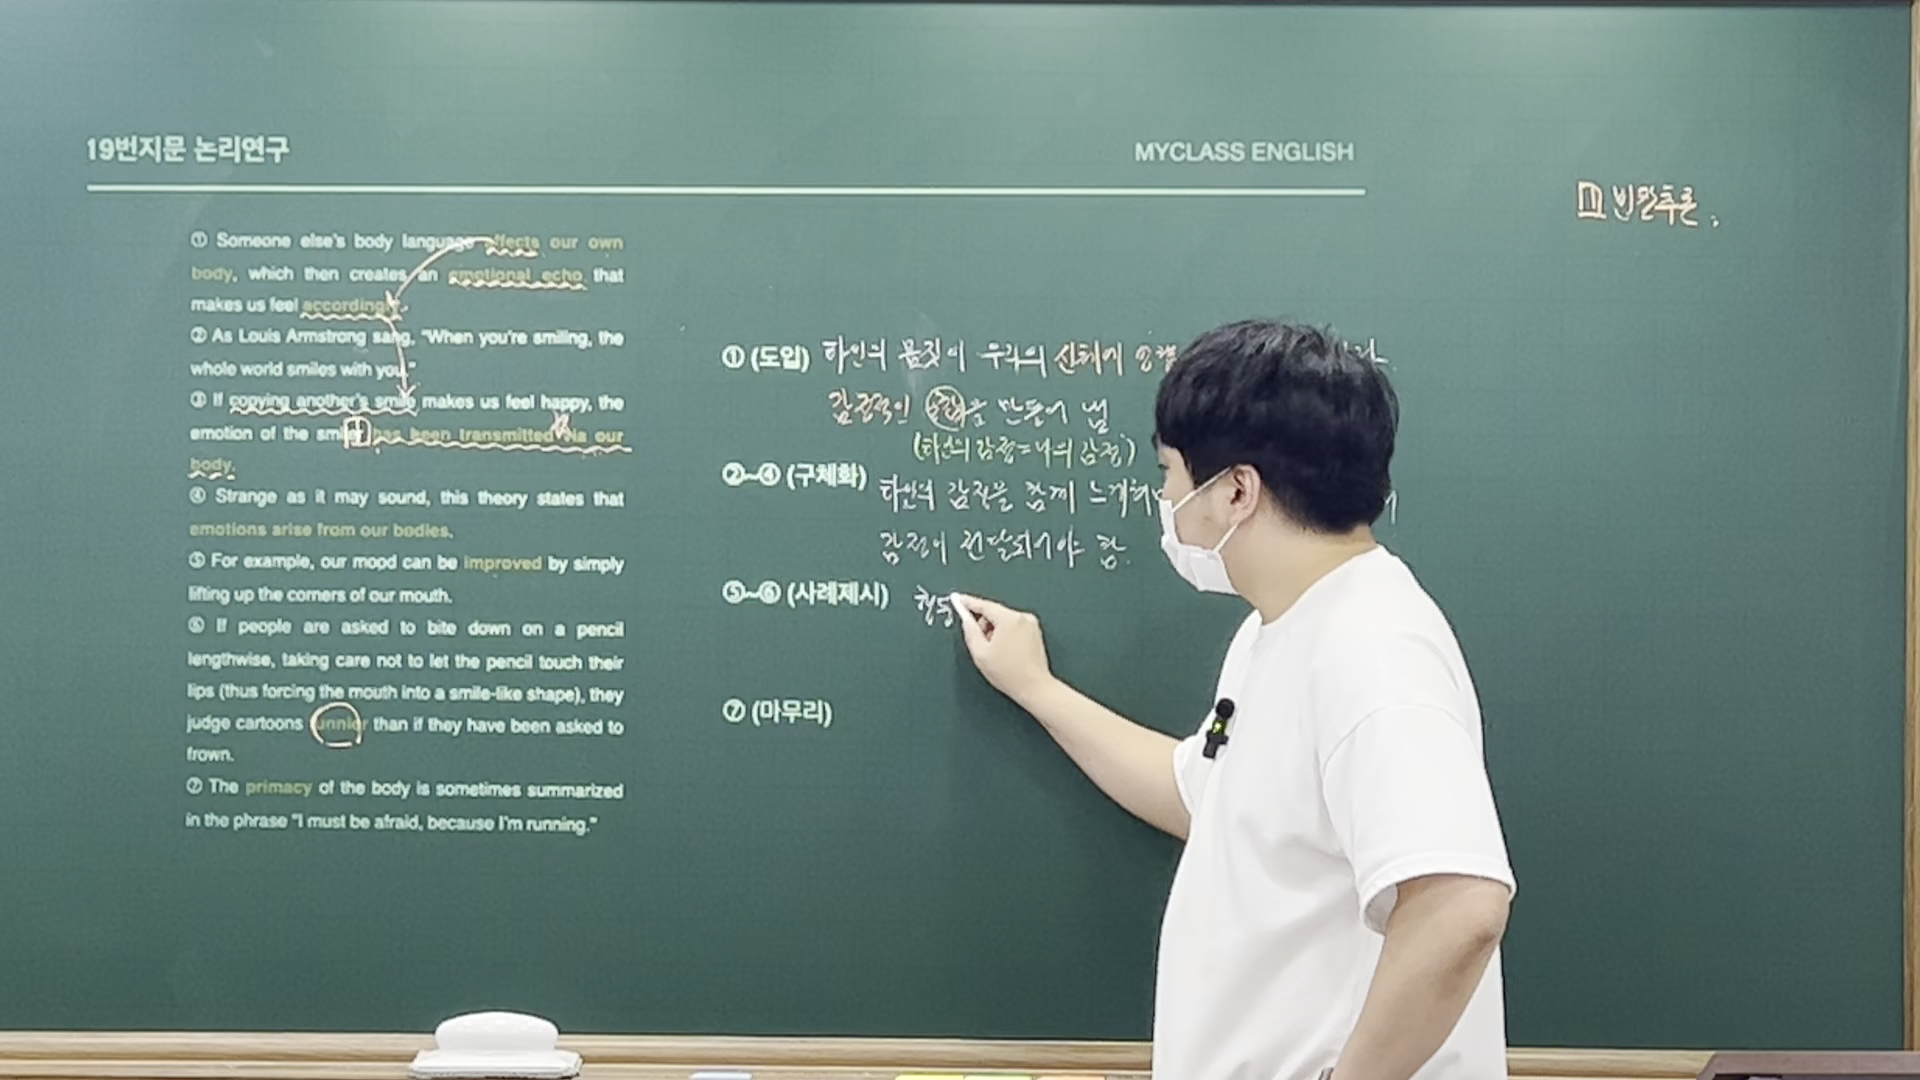 19번지문 논리연구
MYCLASS ENGLISH
① Someone else's body language affects our own
body, which then creates an emotional echo that
makes us feel accordingly.
② As Louis Armstrong sang, "When you're smiling, the
whole world smiles with you."
③ If copying another's smile makes us feel happy, the
emotion of the smiler has been transmitted via our
body.
④ Strange as it may sound, this theory states that
emotions arise from our bodies.
⑤ For example, our mood can be improved by simply
lifting up the corners of our mouth.
⑥ If people are asked to bite down on a pencil
lengthwise, taking care not to let the pencil touch their
lips (thus forcing the mouth into a smile-like shape), they
judge cartoons funnier than if they have been asked to
frown.
⑦ The primacy of the body is sometimes summarized
in the phrase "I must be afraid, because I'm running."
① (도입) 타인의 몸짓이 우리의 신체에
감정적인 을 만들어 냄
(타인의 감정=나의 감정)
②~④ (구체화) 타인의 감정을 함께
감정이 전달되어야 함.
⑤~⑥ (사례제시)
⑦ (마무리)
1 빈칸추론.